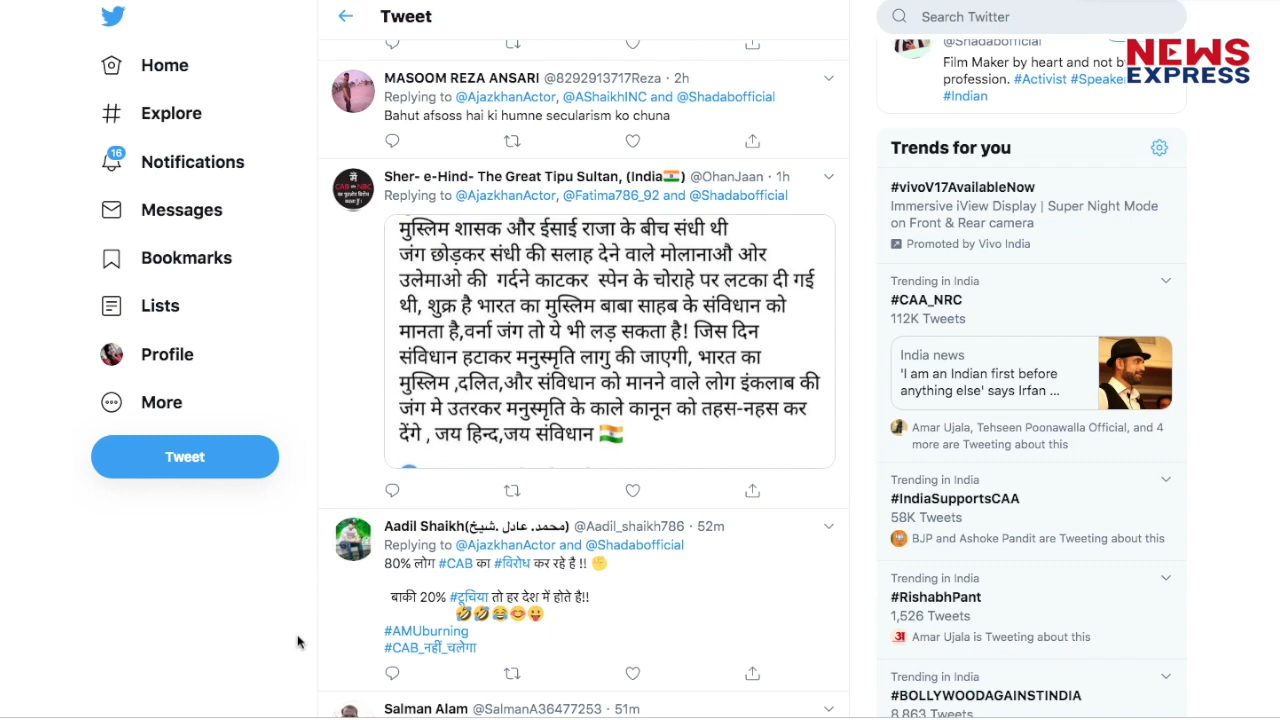 Tweet
Home
Explore
16
Notifications
Messages
Bookmarks
Lists
Profile
More
Tweet
MASOOM REZA ANSARI @8292913717Reza · 2h
Replying to @AjazkhanActor, @AShaikhINC and @Shadabofficial
Bahut afsoss hai ki humne secularism ko chuna
Sher- e-Hind- The Great Tipu Sultan, (India🇮🇳) @OhanJaan · 1h
Replying to @AjazkhanActor, @Fatima786_92 and @Shadabofficial
मुस्लिम शासक और ईसाई राजा के बीच संधी थी
जंग छोड़कर संधी की सलाह देने वाले मोलानाऔ ओर
उलेमाओ की गर्दने काटकर स्पेन के चोराहे पर लटका दी गई
थी, शुक्र है भारत का मुस्लिम बाबा साहब के संविधान को
मानता है,वर्ना जंग तो ये भी लड़ सकता है! जिस दिन
संविधान हटाकर मनुस्मृति लागु की जाएगी, भारत का
मुस्लिम ,दलित,और संविधान को मानने वाले लोग इंकलाब की
जंग मे उतरकर मनुस्मृति के काले कानून को तहस-नहस कर
देंगे , जय हिन्द,जय संविधान 🇮🇳
Aadil Shaikh(محمد. عادل .شيخ) @Aadil_shaikh786 · 52m
Replying to @AjazkhanActor and @Shadabofficial
80% लोग #CAB का #विरोध कर रहे है !! ✊
बाकी 20% #टूचिया तो हर देश में होते है!!
🤣🤣😂😍😛
#AMUburning
#CAB_नहीं_चलेगा
Salman Alam @SalmanA36477253 · 51m
Search Twitter
@Shadabofficial
Film Maker by heart and not b
profession. #Activist #Speake
#Indian
NEWS
EXPRESS
Trends for you
#vivoV17AvailableNow
Immersive iView Display | Super Night Mode
on Front & Rear camera
Promoted by Vivo India
Trending in India
#CAA_NRC
112K Tweets
India news
'I am an Indian first before
anything else' says Irfan ...
Amar Ujala, Tehseen Poonawalla Official, and 4
more are Tweeting about this
Trending in India
#IndiaSupportsCAA
58K Tweets
BJP and Ashoke Pandit are Tweeting about this
Trending in India
#RishabhPant
1,526 Tweets
अ Amar Ujala is Tweeting about this
Trending in India
#BOLLYWOODAGAINSTINDIA
8,863 Tweets